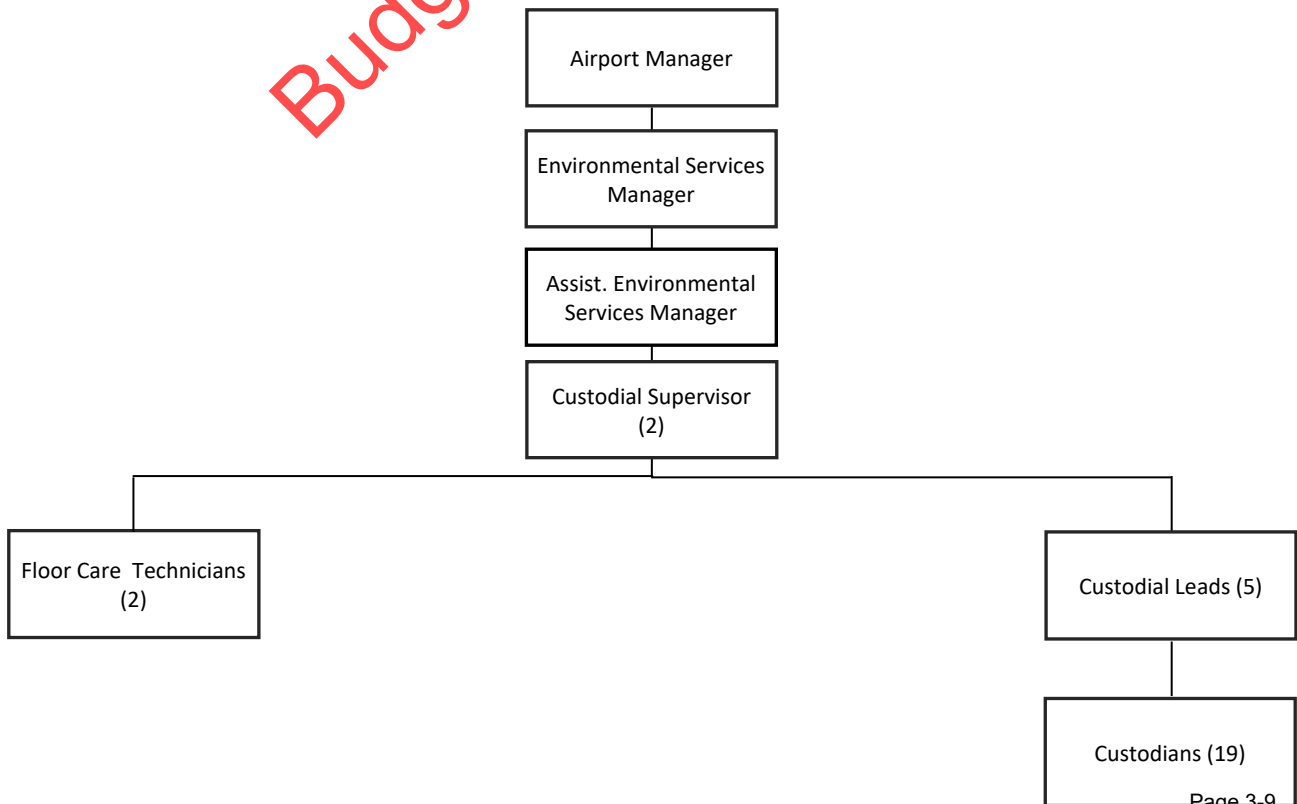 Budg
Airport Manager
Environmental Services
Manager
Assist. Environmental
Services Manager
Custodial Supervisor
(2)
Floor Care  Technicians
(2)
Custodial Leads (5)
Custodians (19)
Page 3-9